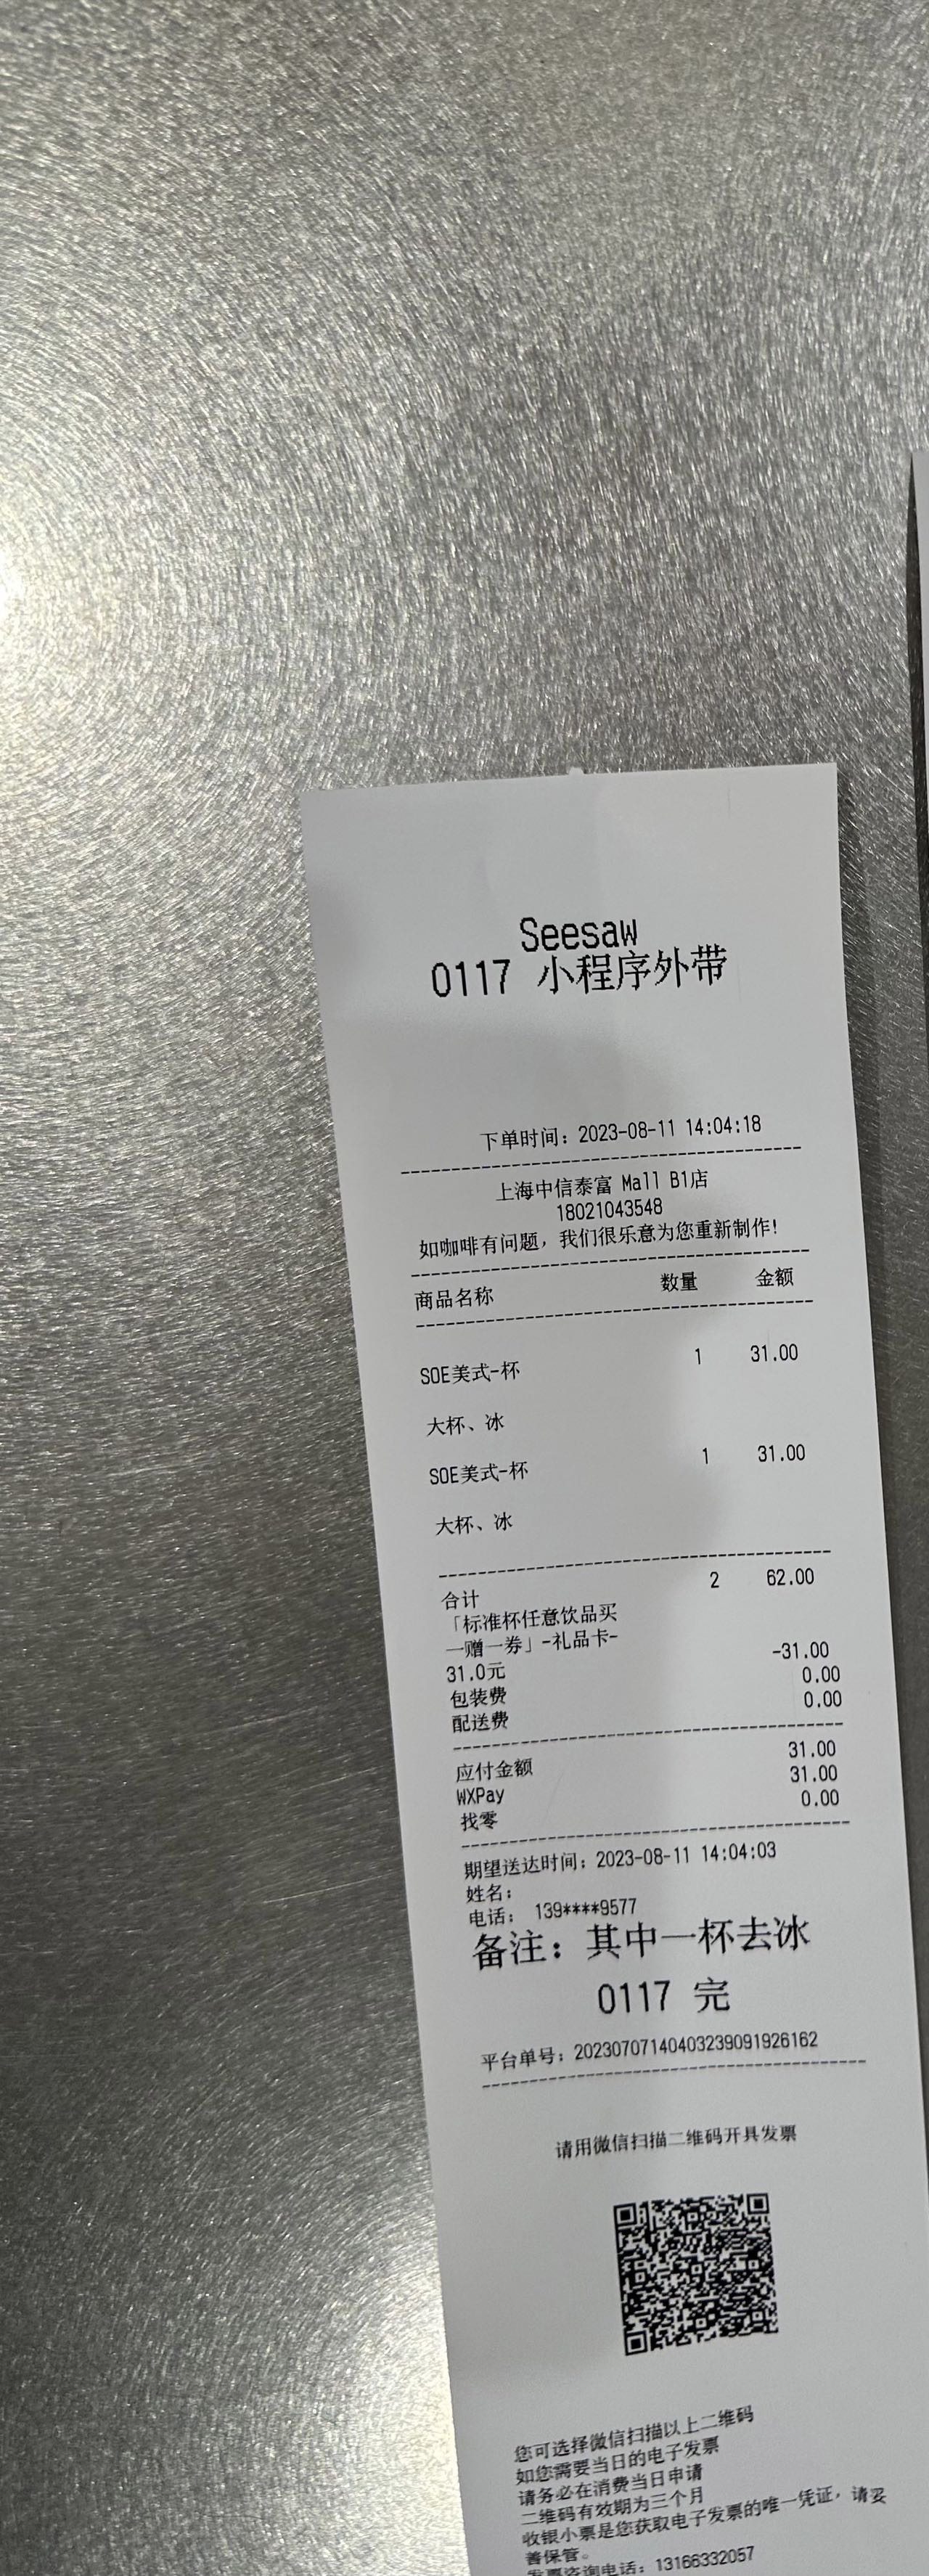 Seesaw
0117 小程序外带
下单时间：2023-08-11 14:04:18
上海中信泰富 Mall B1店
18021043548
如咖啡有问题，我们很乐意为您重新制作！
商品名称 数量 金额
SOE美式-杯 1 31.00
大杯、冰
SOE美式-杯 1 31.00
大杯、冰
合计 2 62.00
「标准杯任意饮品买
一赠一券」-礼品卡-
31.0元 -31.00
包装费 0.00
配送费 0.00
应付金额 31.00
WXPay 31.00
找零 0.00
期望送达时间：2023-08-11 14:04:03
姓名：
电话： 139****9577
备注：其中一杯去冰
0117 完
平台单号：20230707140403239091926162
请用微信扫描二维码开具发票
您可选择微信扫描以上二维码
如您需要当日的电子发票
请务必在消费当日申请
二维码有效期为三个月
收银小票是您获取电子发票的唯一凭证，请妥
善保管。
发票咨询电话：13166332057